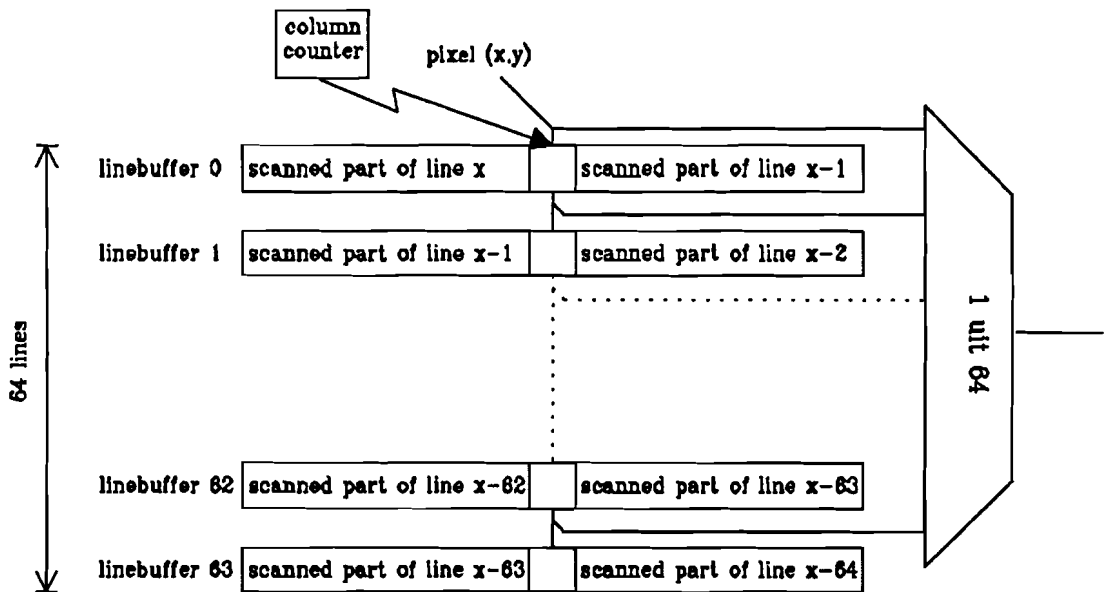 column
counter
pixel (x,y)
linebuffer 0 scanned part of line x scanned part of line x-1
linebuffer 1 scanned part of line x-1 scanned part of line x-2
64 lines
1 uit 64
linebuffer 62 scanned part of line x-62 scanned part of line x-63
linebuffer 63 scanned part of line x-63 scanned part of line x-64